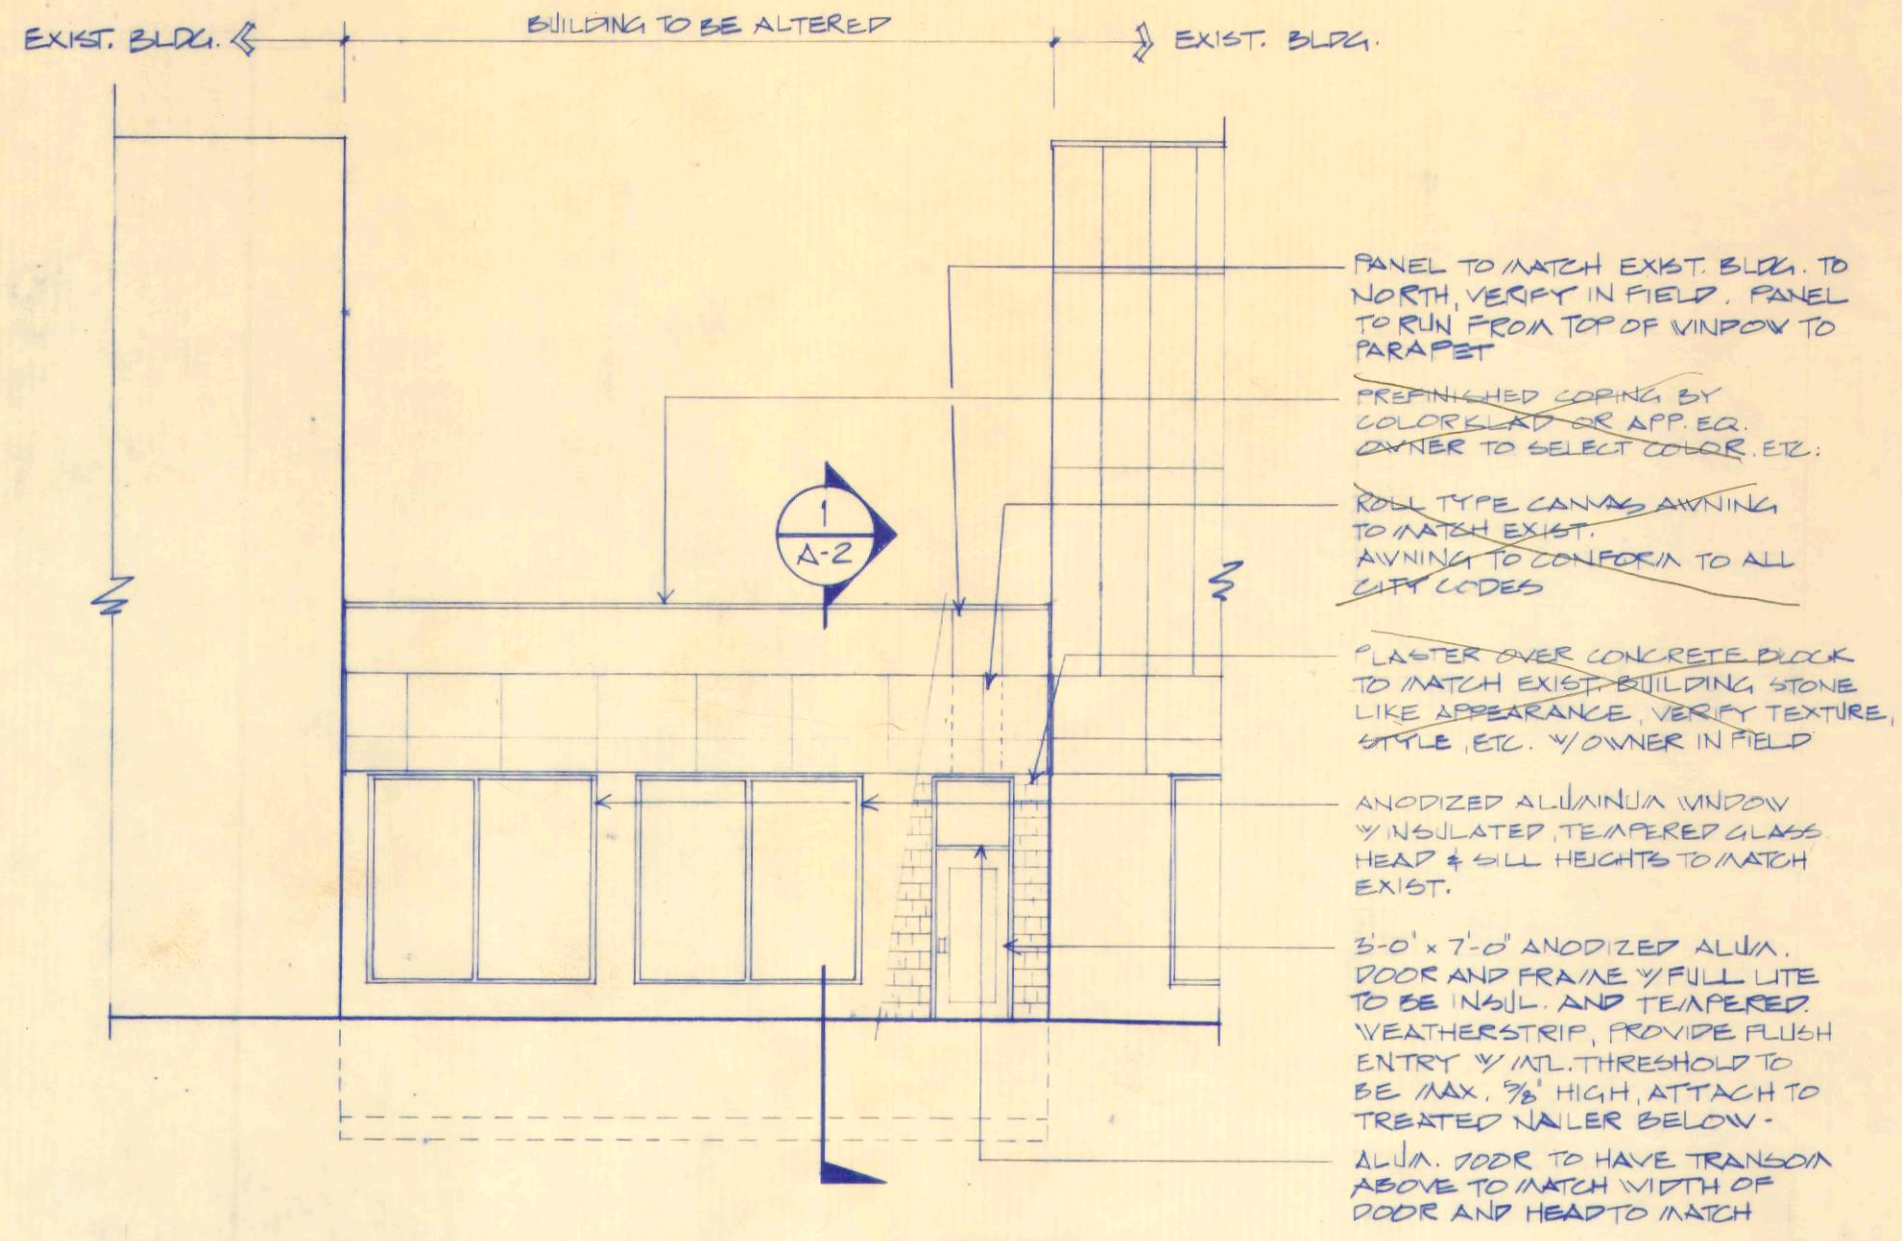 EXIST. BLDG.
BUILDING TO BE ALTERED
EXIST. BLDG.
1
A-2
PANEL TO MATCH EXIST. BLDG. TO
NORTH, VERIFY IN FIELD. PANEL
TO RUN FROM TOP OF WINDOW TO
PARAPET
PREFINISHED COPING BY
COLORKLAD OR APP. EQ.
OWNER TO SELECT COLOR. ETC.
ROLL TYPE CANVAS AWNING
TO MATCH EXIST.
AWNING TO CONFORM TO ALL
CITY CODES
PLASTER OVER CONCRETE BLOCK
TO MATCH EXIST. BUILDING STONE
LIKE APPEARANCE, VERIFY TEXTURE,
STYLE, ETC. W/ OWNER IN FIELD
ANODIZED ALUMINUM WINDOW
W/ INSULATED, TEMPERED GLASS.
HEAD & SILL HEIGHTS TO MATCH
EXIST.
3'-0" x 7'-0" ANODIZED ALUM.
DOOR AND FRAME W/ FULL LITE
TO BE INSUL. AND TEMPERED.
WEATHERSTRIP, PROVIDE FLUSH
ENTRY W/ MTL. THRESHOLD TO
BE MAX. 5/8" HIGH, ATTACH TO
TREATED NAILER BELOW -
ALUM. DOOR TO HAVE TRANSOM
ABOVE TO MATCH WIDTH OF
DOOR AND HEAD TO MATCH